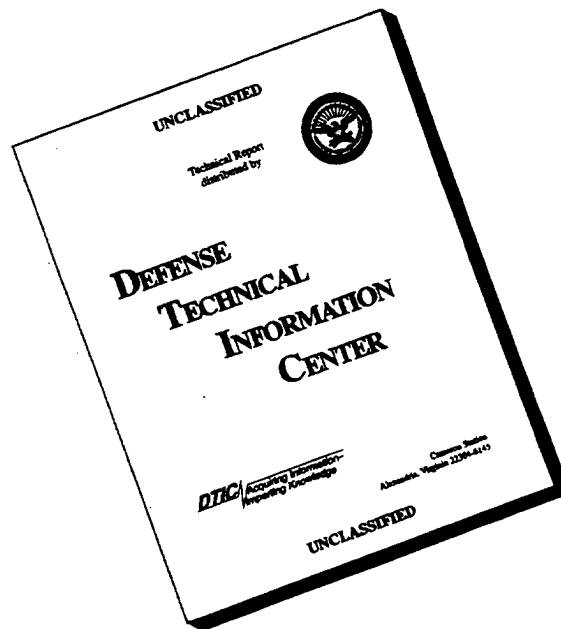 UNCLASSIFIED
Technical Report
distributed by
DEFENSE
TECHNICAL
INFORMATION
CENTER
DTIC
Acquiring Information-
Imparting Knowledge
Cameron Station
Alexandria, Virginia 22304-6145
UNCLASSIFIED